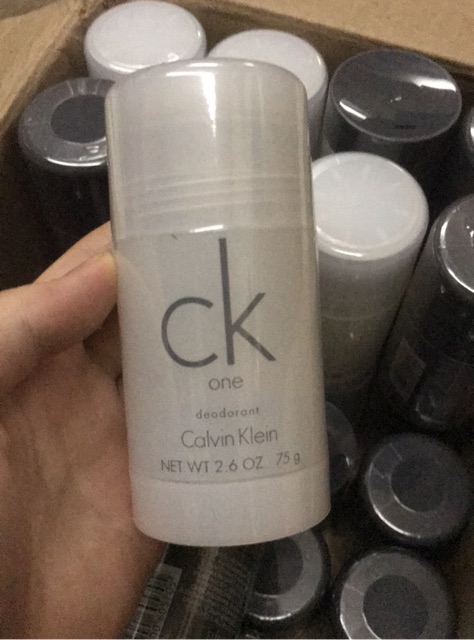 ck
one
deodorant
Calvin Klein
NET WT 2.6 OZ 75 g